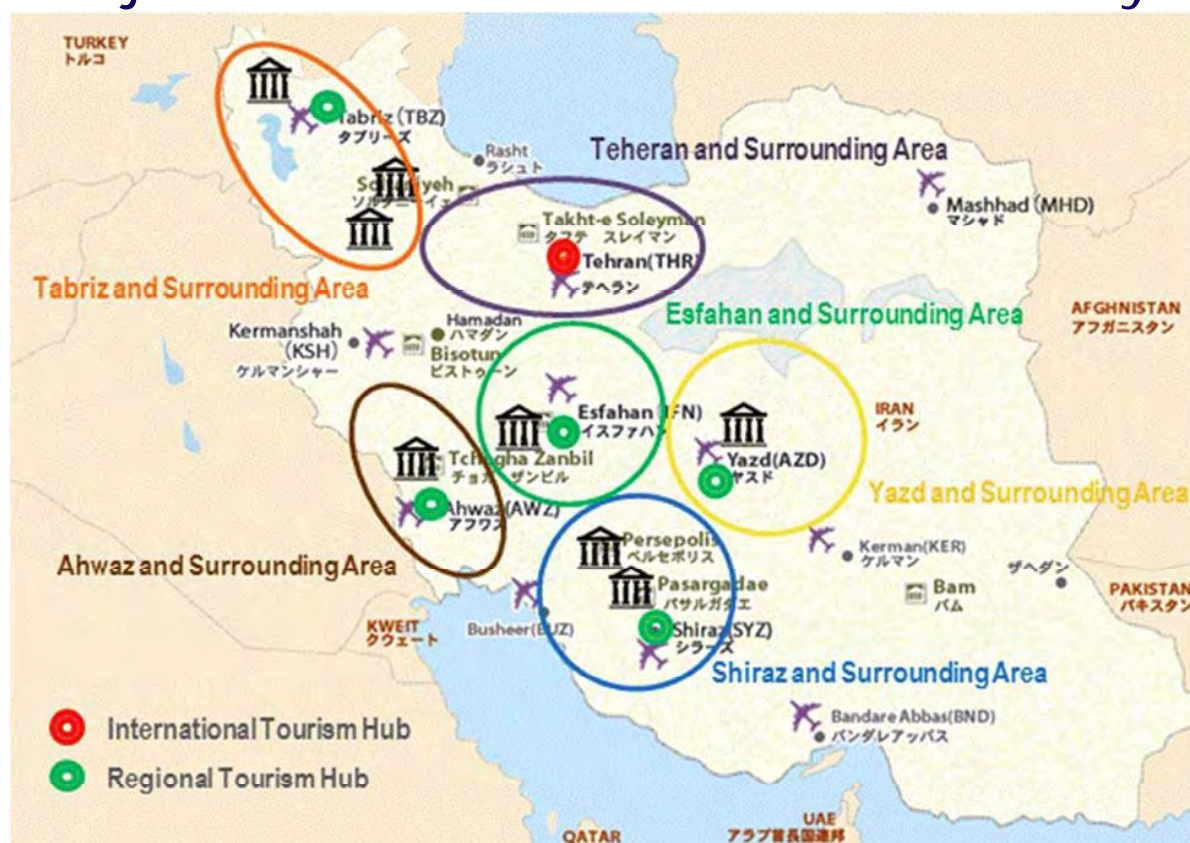 TURKEY
トルコ
Tabriz (TBZ)
タブリーズ
Rasht
ラシュト
Teheran and Surrounding Area
Mashhad (MHD)
マシャド
Takht-e Soleyman
タフテ スレイマン
Tehran(THR)
テヘラン
Tabriz and Surrounding Area
Esfahan and Surrounding Area
AFGHNISTAN
アフガニスタン
Kermanshah
(KSH)
ケルマンシャー
Hamadan
ハマダン
Bisotun
ビストゥーン
Esfahan (IFN)
イスファハン
IRAN
イラン
Yazd(AZD)
ヤスド
Yazd and Surrounding Area
Zanbil
ザンビル
Ahwaz(AWZ)
アフワズ
Ahwaz and Surrounding Area
Persepolis
ペルセポリス
Pasargadae
パサルガダエ
Kerman(KER)
ケルマン
Bam
バム
ザヘダン
PAKISTAN
パキスタン
KWEIT
クウェート
Busheer(BUZ)
Shiraz(SYZ)
シラーズ
Shiraz and Surrounding Area
Bandare Abbas(BND)
バンダレアッバス
International Tourism Hub
Regional Tourism Hub
QATAR
UAE
アラブ首長国連邦